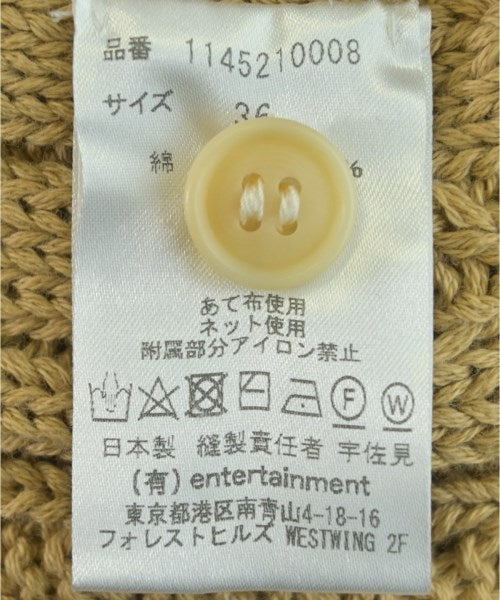 品番 1145210008
サイズ 36
綿 %
あて布使用
ネット使用
附属部分アイロン禁止
F W
日本製 縫製責任者 宇佐見
(有) entertainment
東京都港区南青山4-18-16
フォレストヒルズ WESTWING 2F